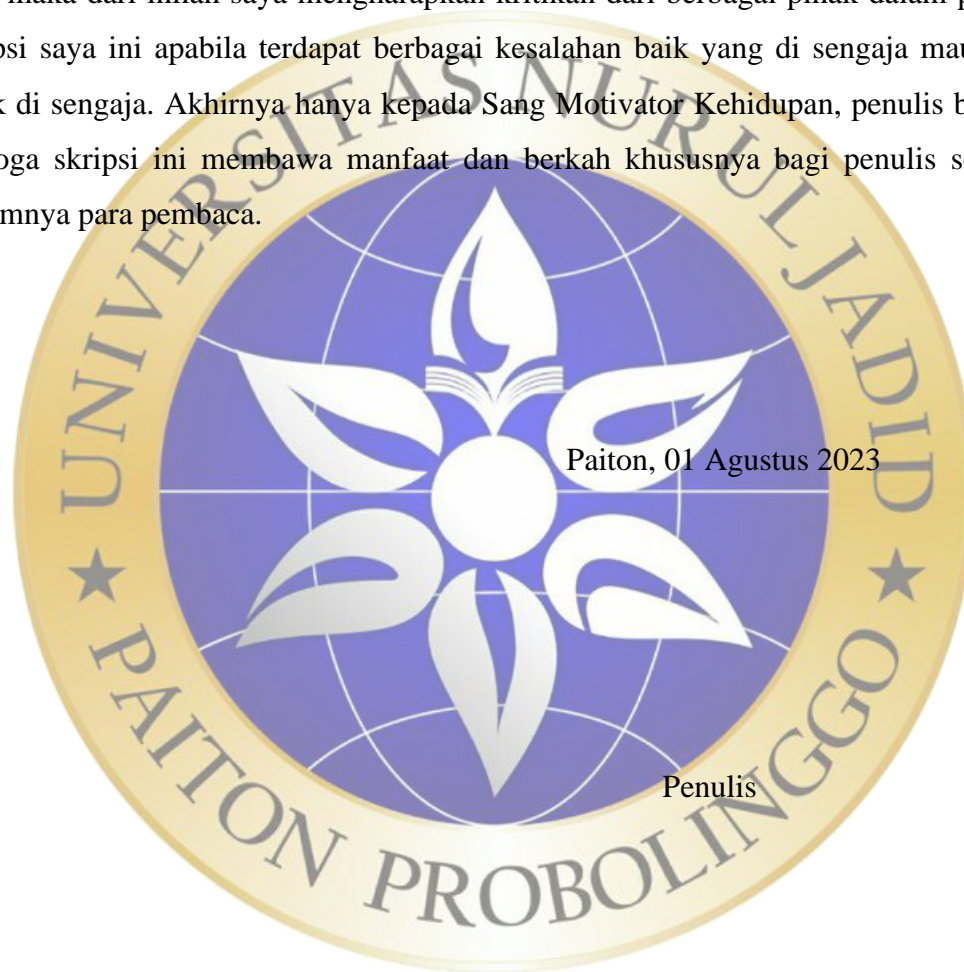 maka dari inilah saya mengharapkan kritikan dari berbagai pihak dalam
psi saya ini apabila terdapat berbagai kesalahan baik yang di sengaja mau
k di sengaja. Akhirnya hanya kepada Sang Motivator Kehidupan, penulis b
oga skripsi ini membawa manfaat dan berkah khususnya bagi penulis se
mnya para pembaca.
UNIVERSITAS NURUL JADID
Paiton, 01 Agustus 2023
Penulis
★ PAITON PROBOLINGGO ★